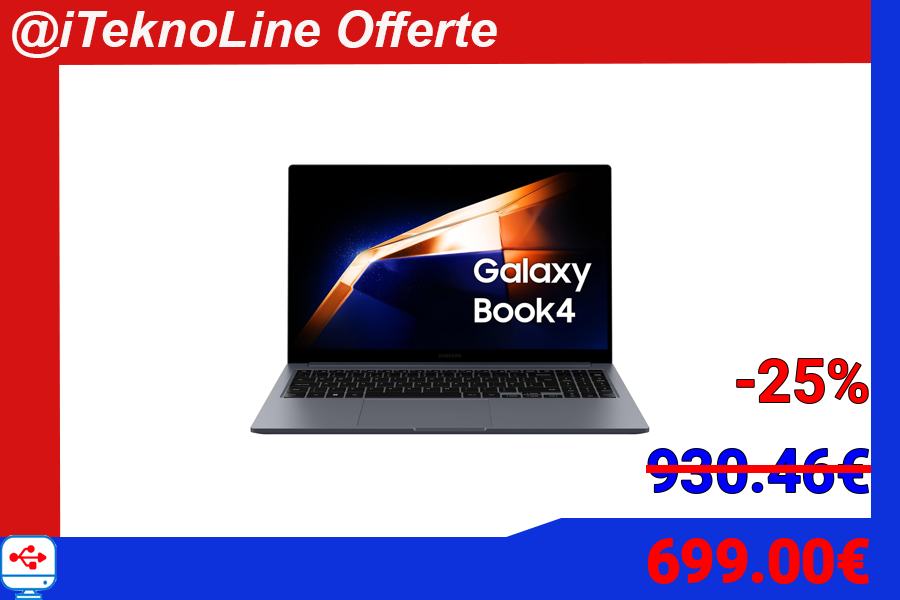 @iTeknoLine Offerte
Galaxy
Book4
-25%
930.46€
699.00€